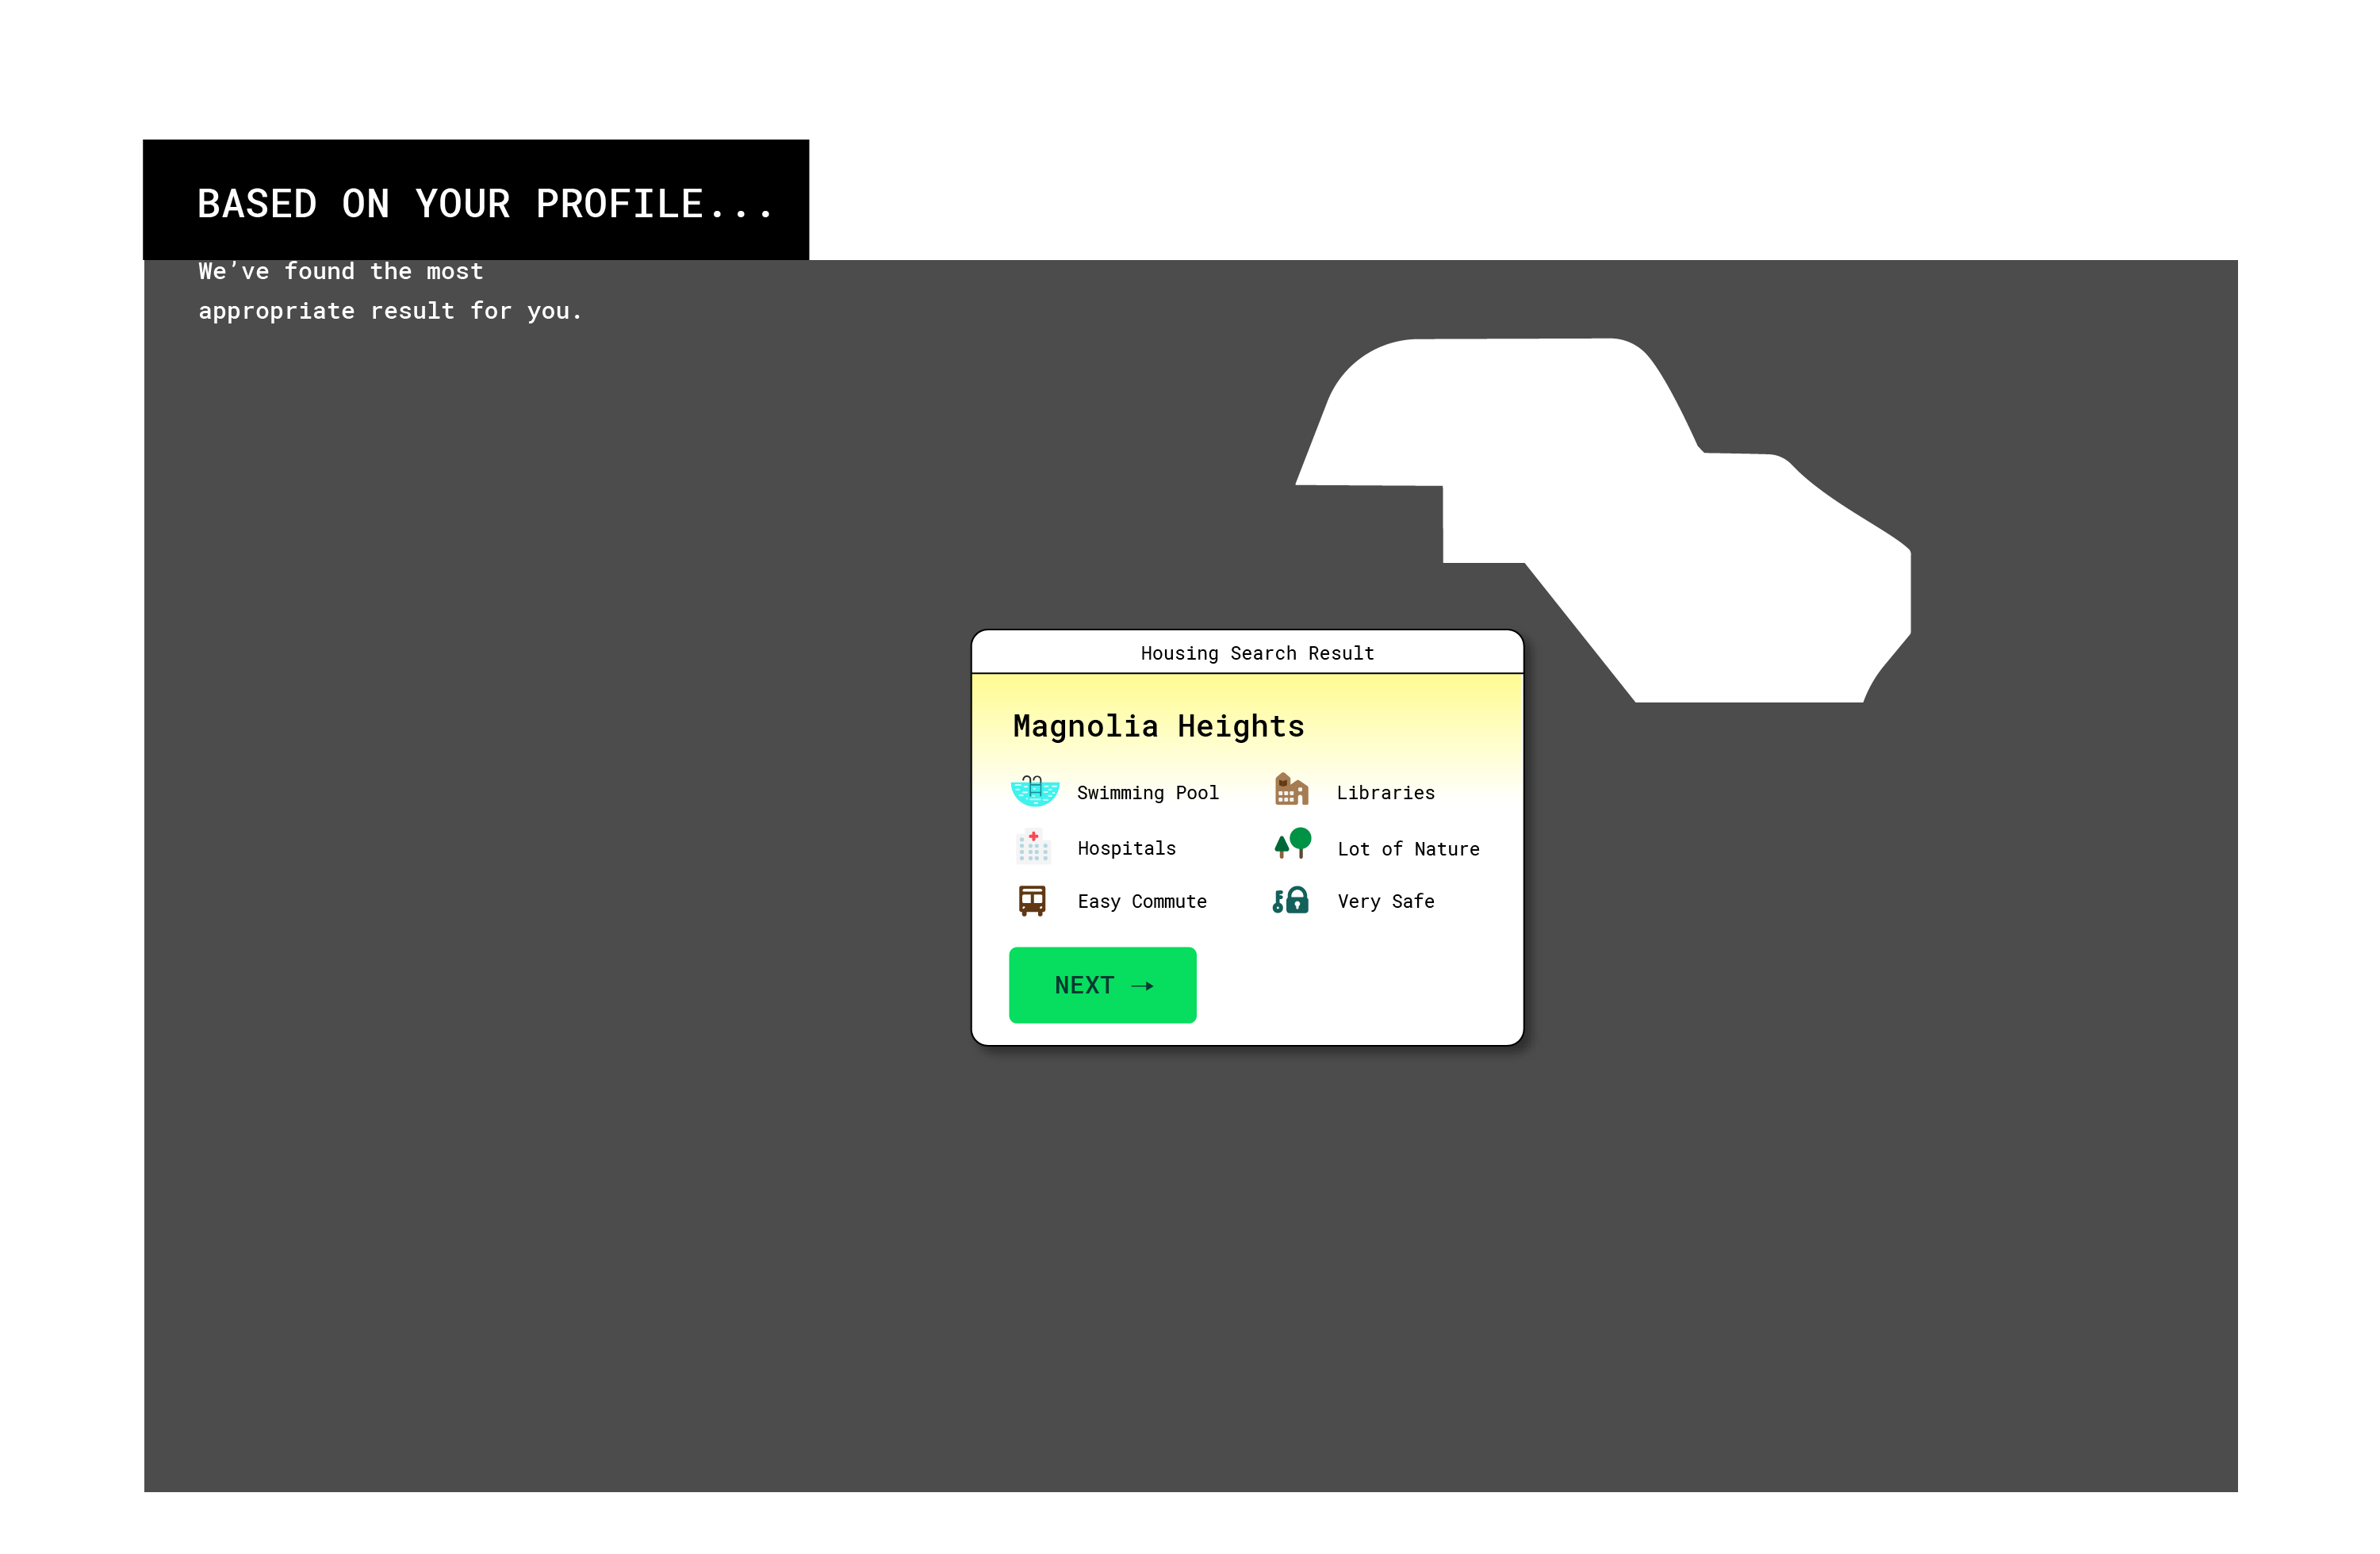 BASED ON YOUR PROFILE...
We’ve found the most
appropriate result for you.
Housing Search Result
Magnolia Heights
Swimming Pool
Libraries
Hospitals
Lot of Nature
Easy Commute
Very Safe
NEXT →